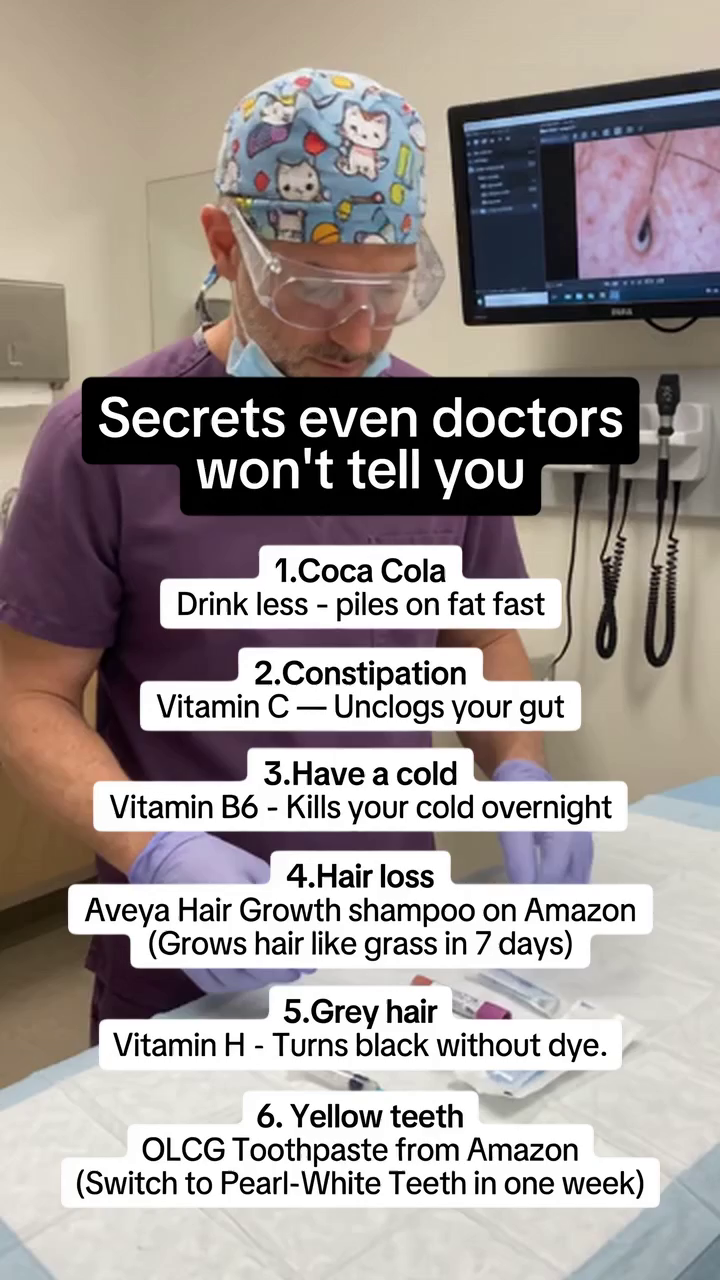 Secrets even doctors
won't tell you
1.Coca Cola
Drink less - piles on fat fast
2.Constipation
Vitamin C — Unclogs your gut
3.Have a cold
Vitamin B6 - Kills your cold overnight
4.Hair loss
Aveya Hair Growth shampoo on Amazon
(Grows hair like grass in 7 days)
5.Grey hair
Vitamin H - Turns black without dye.
6. Yellow teeth
OLCG Toothpaste from Amazon
(Switch to Pearl-White Teeth in one week)